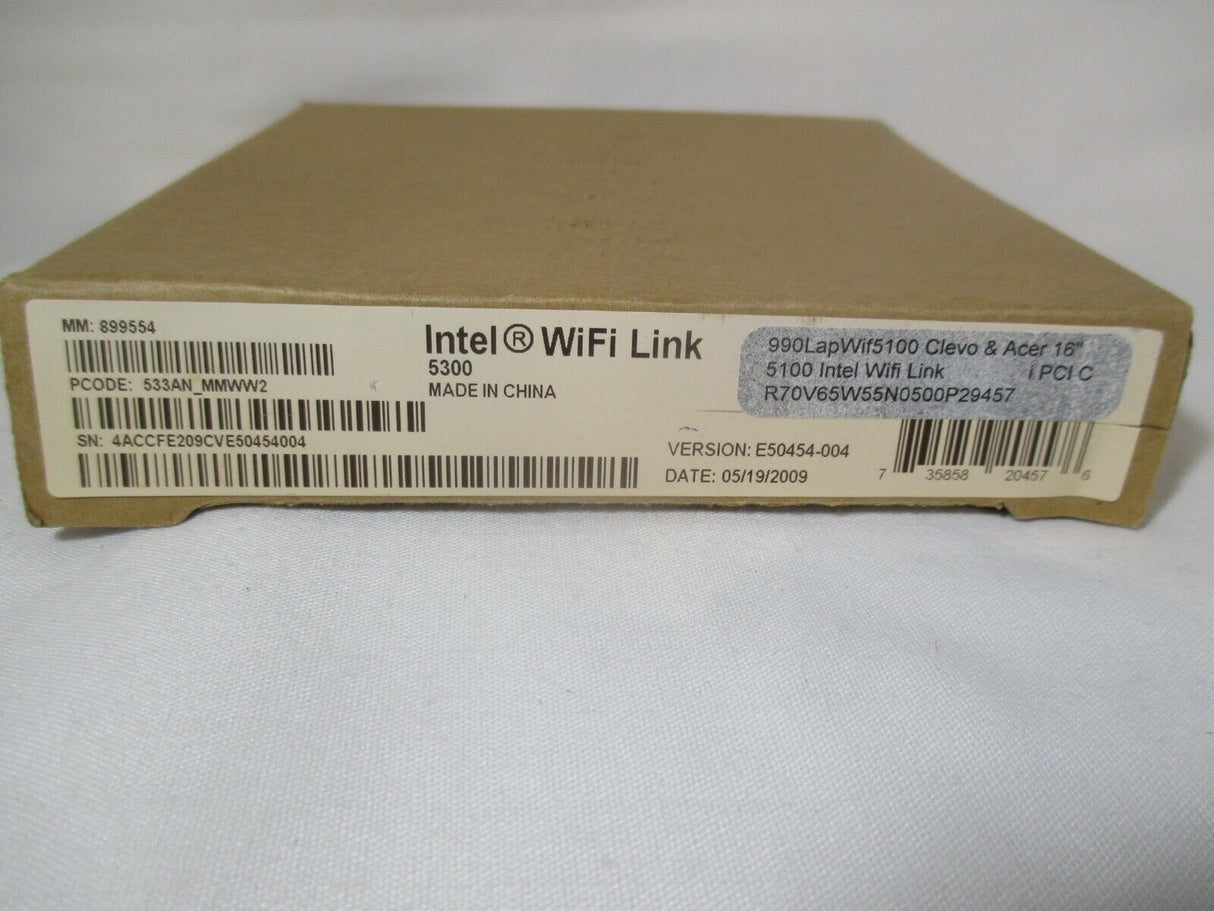 MM: 899554
PCODE: 533AN_MMWW2
SN: 4ACCFE209CVE50454004
Intel® WiFi Link
5300
MADE IN CHINA
VERSION: E50454-004
DATE: 05/19/2009
990LapWif5100 Clevo & Acer 16"
5100 Intel Wifi Link i PCI C
R70V65W55N0500P29457
7 35858 20457 6